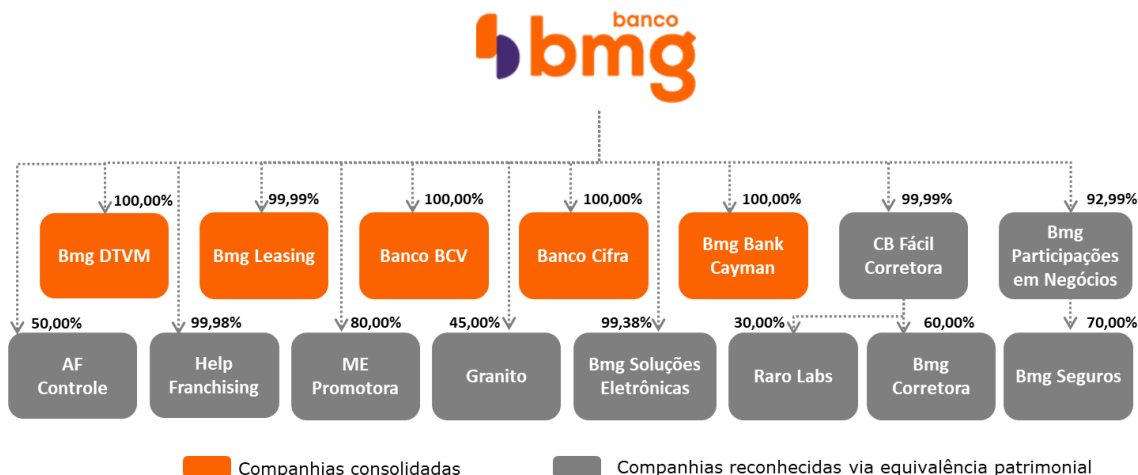 banco
bmg
100,00%
99,99%
100,00%
100,00%
100,00%
99,99%
92,99%
Bmg DTVM
Bmg Leasing
Banco BCV
Banco Cifra
Bmg Bank
Cayman
CB Fácil
Corretora
Bmg
Participações
em Negócios
50,00%
99,98%
80,00%
45,00%
99,38%
30,00%
60,00%
70,00%
AF
Controle
Help
Franchising
ME
Promotora
Granito
Bmg Soluções
Eletrônicas
Raro Labs
Bmg
Corretora
Bmg Seguros
Companhias consolidadas
Companhias reconhecidas via equivalência patrimonial